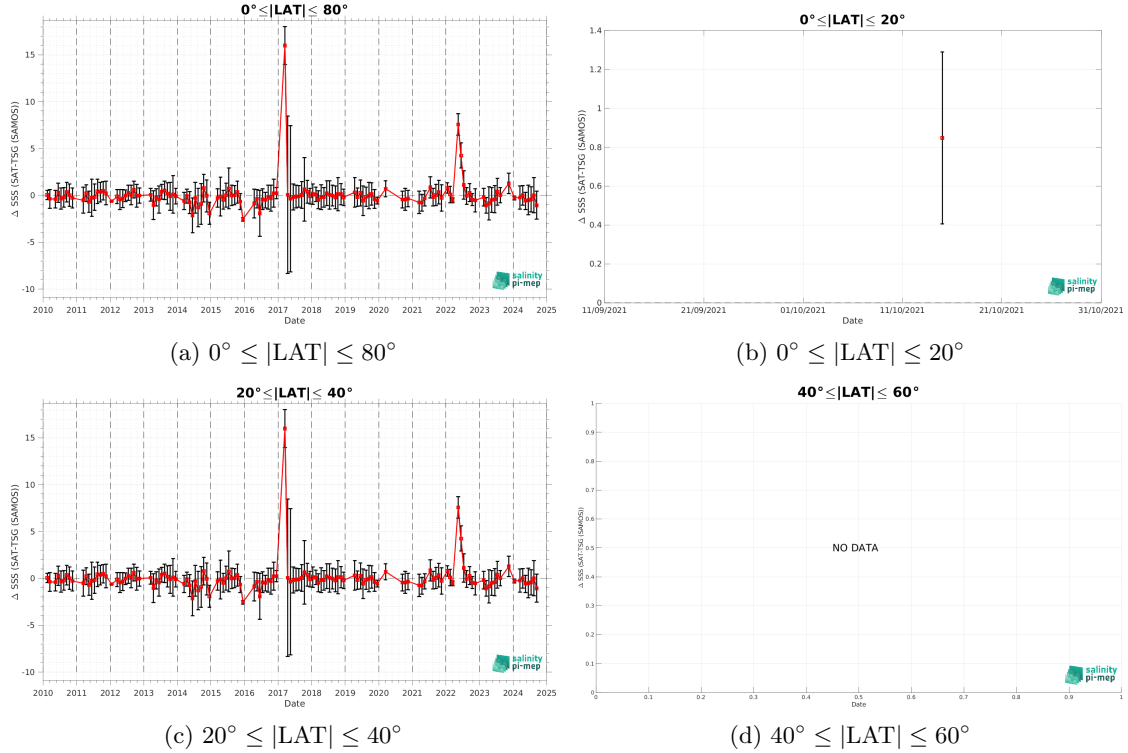 0°≤|LAT|≤ 80°
Δ SSS (SAT-TSG (SAMOS))
15
10
5
0
-5
-10
2010 2011 2012 2013 2014 2015 2016 2017 2018 2019 2020 2021 2022 2023 2024 2025
Date
salinity
pi-mep
(a) 0° ≤ |LAT| ≤ 80°
0°≤|LAT|≤ 20°
Δ SSS (SAT-TSG (SAMOS))
1.4
1.2
1
0.8
0.6
0.4
0.2
0
11/09/2021 21/09/2021 01/10/2021 11/10/2021 21/10/2021 31/10/2021
Date
salinity
pi-mep
(b) 0° ≤ |LAT| ≤ 20°
20°≤|LAT|≤ 40°
Δ SSS (SAT-TSG (SAMOS))
15
10
5
0
-5
-10
2010 2011 2012 2013 2014 2015 2016 2017 2018 2019 2020 2021 2022 2023 2024 2025
Date
salinity
pi-mep
(c) 20° ≤ |LAT| ≤ 40°
40°≤|LAT|≤ 60°
Δ SSS (SAT-TSG (SAMOS))
1
0.9
0.8
0.7
0.6
0.5
0.4
0.3
0.2
0.1
0
NO DATA
0 0.1 0.2 0.3 0.4 0.5 0.6 0.7 0.8 0.9 1
Date
salinity
pi-mep
(d) 40° ≤ |LAT| ≤ 60°